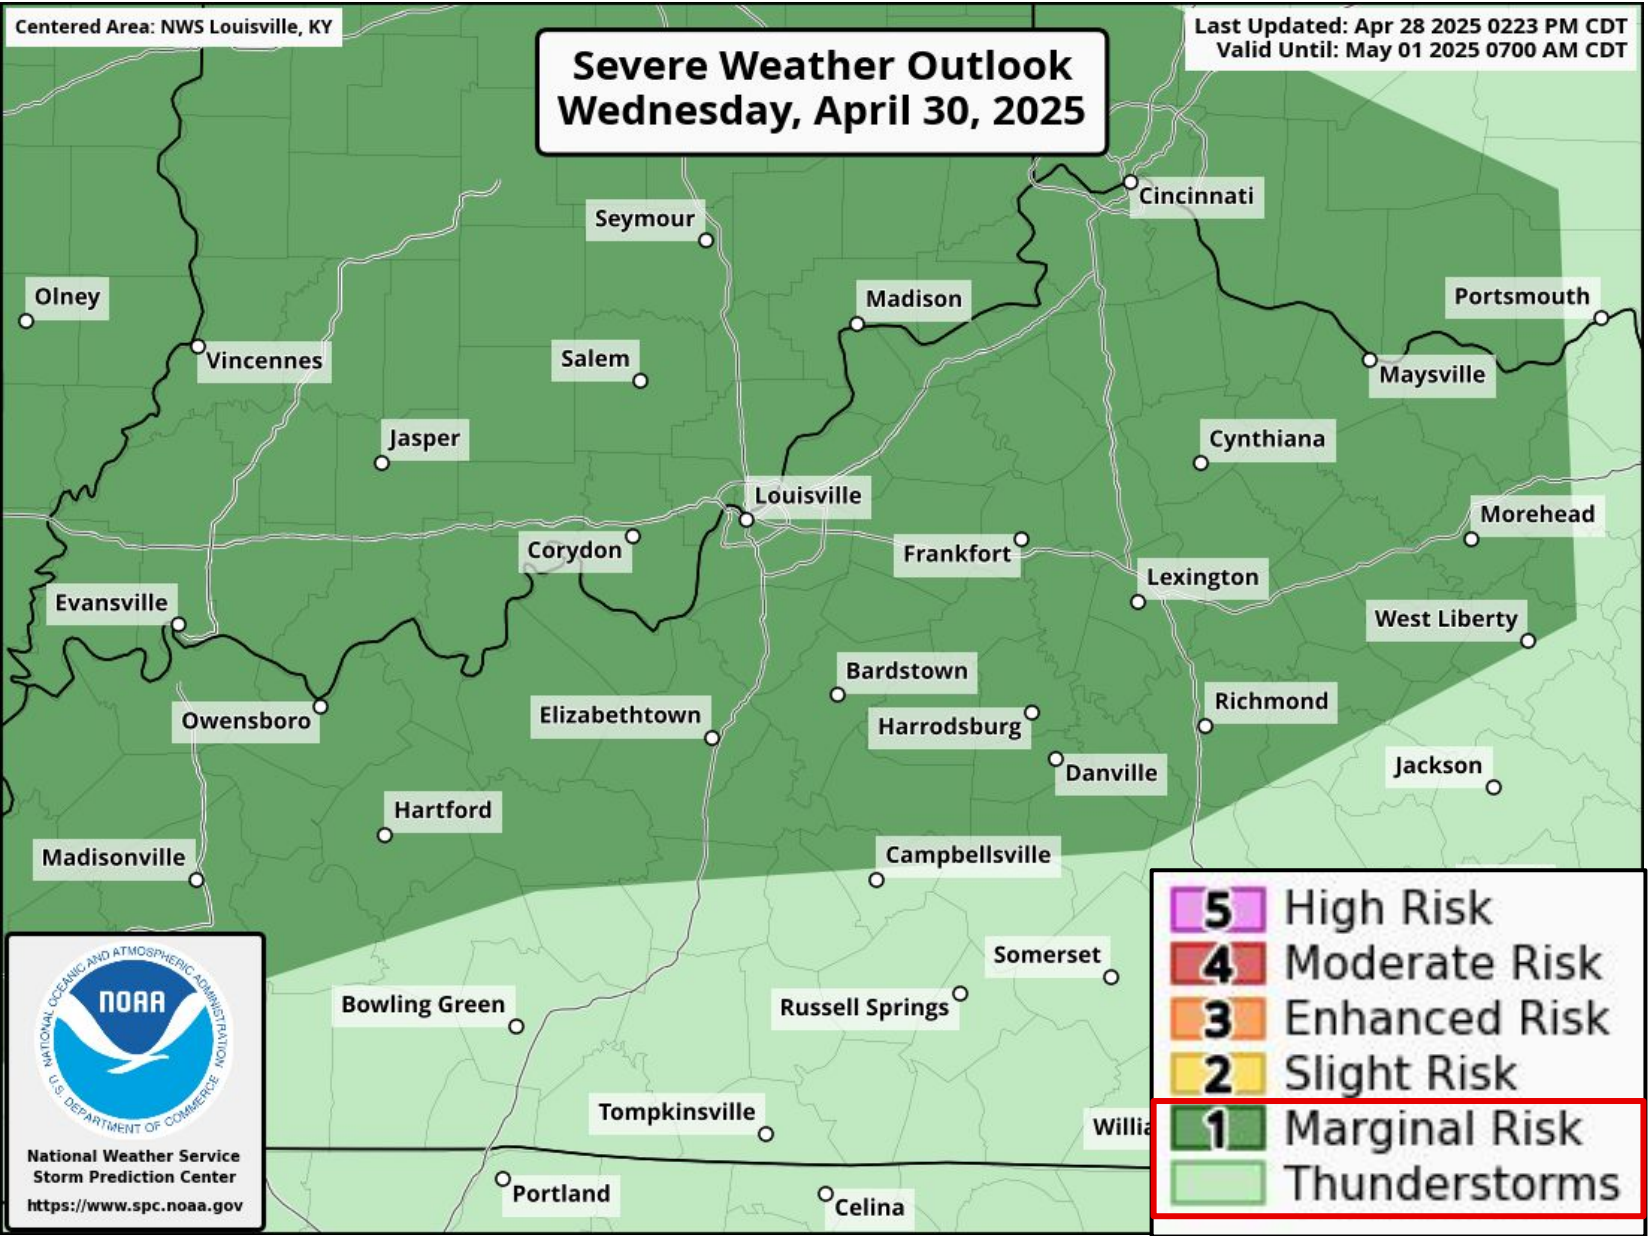 Centered Area: NWS Louisville, KY
Severe Weather Outlook
Wednesday, April 30, 2025
Last Updated: Apr 28 2025 0223 PM CDT
Valid Until: May 01 2025 0700 AM CDT
Cincinnati
Seymour
Olney
Madison
Portsmouth
Vincennes
Salem
Maysville
Jasper
Cynthiana
Louisville
Morehead
Corydon
Frankfort
Lexington
Evansville
West Liberty
Bardstown
Richmond
Owensboro
Elizabethtown
Harrodsburg
Danville
Jackson
Hartford
Madisonville
Campbellsville
Somerset
Bowling Green
Russell Springs
Tompkinsville
Willia
Portland
Celina
5 High Risk
4 Moderate Risk
3 Enhanced Risk
2 Slight Risk
1 Marginal Risk
Thunderstorms
NATIONAL OCEANIC AND ATMOSPHERIC ADMINISTRATION
NOAA
U.S. DEPARTMENT OF COMMERCE
National Weather Service
Storm Prediction Center
https://www.spc.noaa.gov